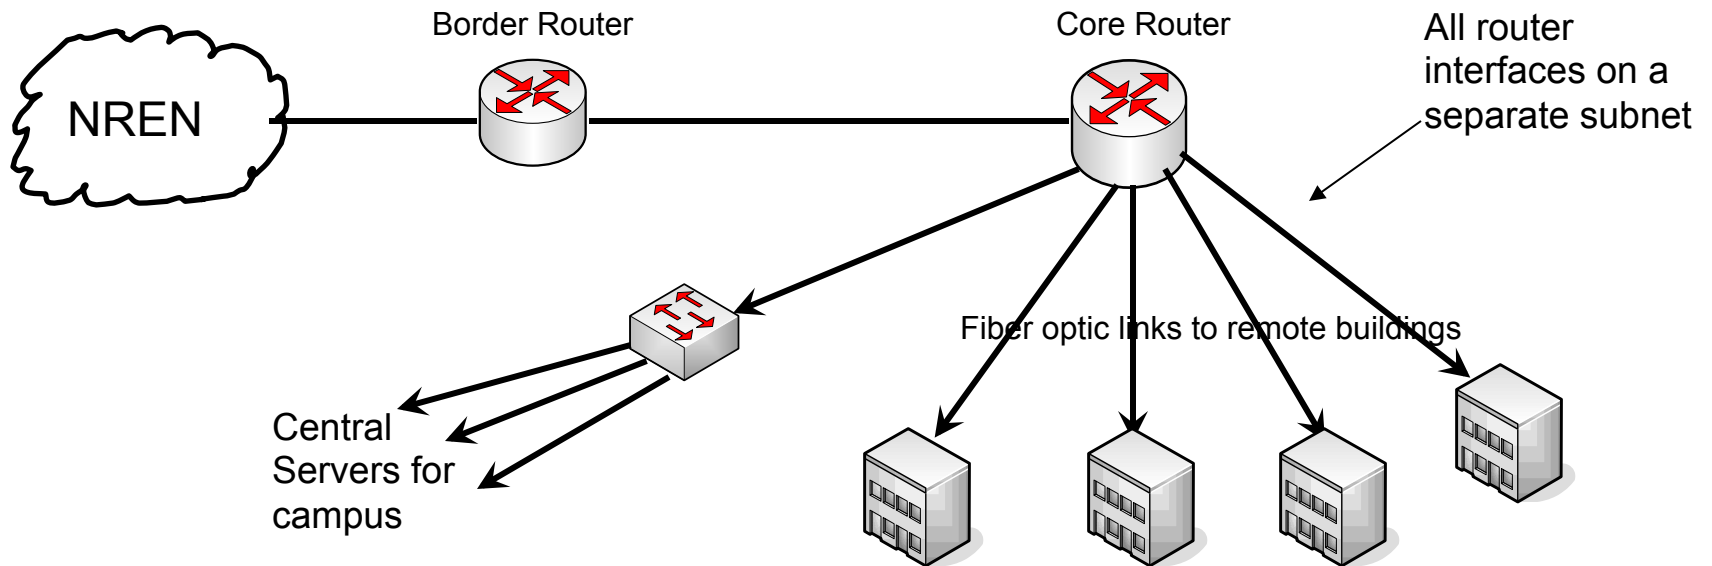 Border Router
Core Router
All router
interfaces on a
separate subnet
NREN
Fiber optic links to remote buildings
Central
Servers for
campus